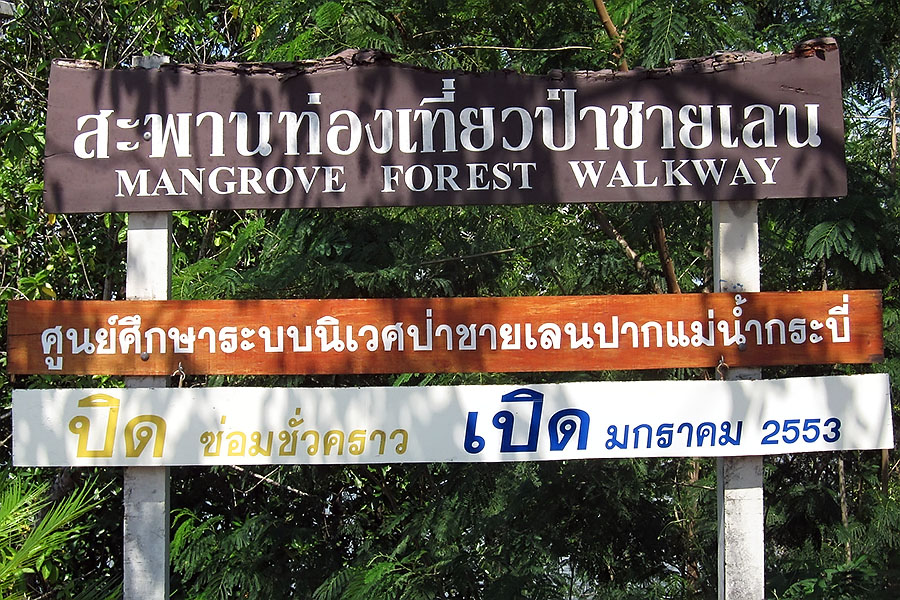 สะพานท่องเที่ยวป่าชายเลน
MANGROVE FOREST WALKWAY
ศูนย์ศึกษาระบบนิเวศป่าชายเลนปากแม่น้ำกระบี่
ปิด ซ่อมชั่วคราว เปิด มกราคม 2553